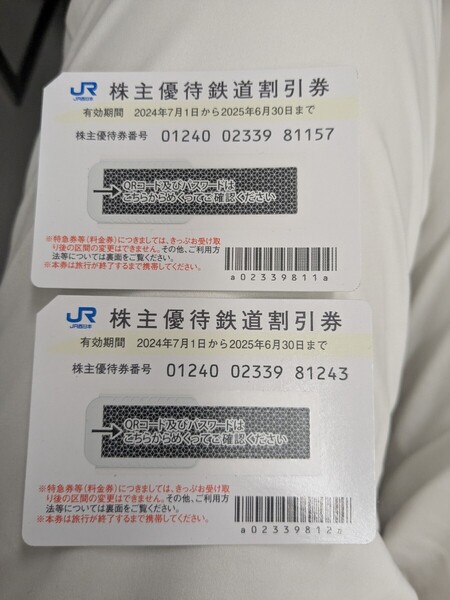 JR
JR西日本
株主優待鉄道割引券
有効期間 2024年7月1日から2025年6月30日まで
株主優待券番号 01240 02339 81157
QRコード及びパスワードは
こちらからめくってご確認ください
※特急券等(料金券)につきましては、きっぷお受け取
り後の区間の変更はできません。その他、ご利用方
法等については裏面をご覧ください。
※本券は旅行が終了するまで携帯してください。
a02339811a
JR
JR西日本
株主優待鉄道割引券
有効期間 2024年7月1日から2025年6月30日まで
株主優待券番号 01240 02339 81243
QRコード及びパスワードは
こちらからめくってご確認ください
※特急券等(料金券)につきましては、きっぷお受け取
り後の区間の変更はできません。その他、ご利用方
法等については裏面をご覧ください。
※本券は旅行が終了するまで携帯してください。
a02339812a